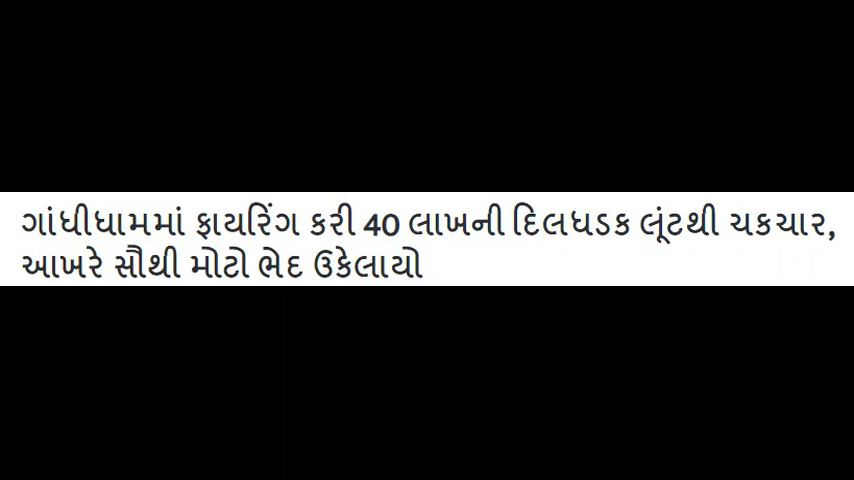 ગાંધીધામમાં ફાયરિંગ કરી 40 લાખની દિલધડક લૂંટથી ચકચાર,
આખરે સૌથી મોટો ભેદ ઉકેલાયો